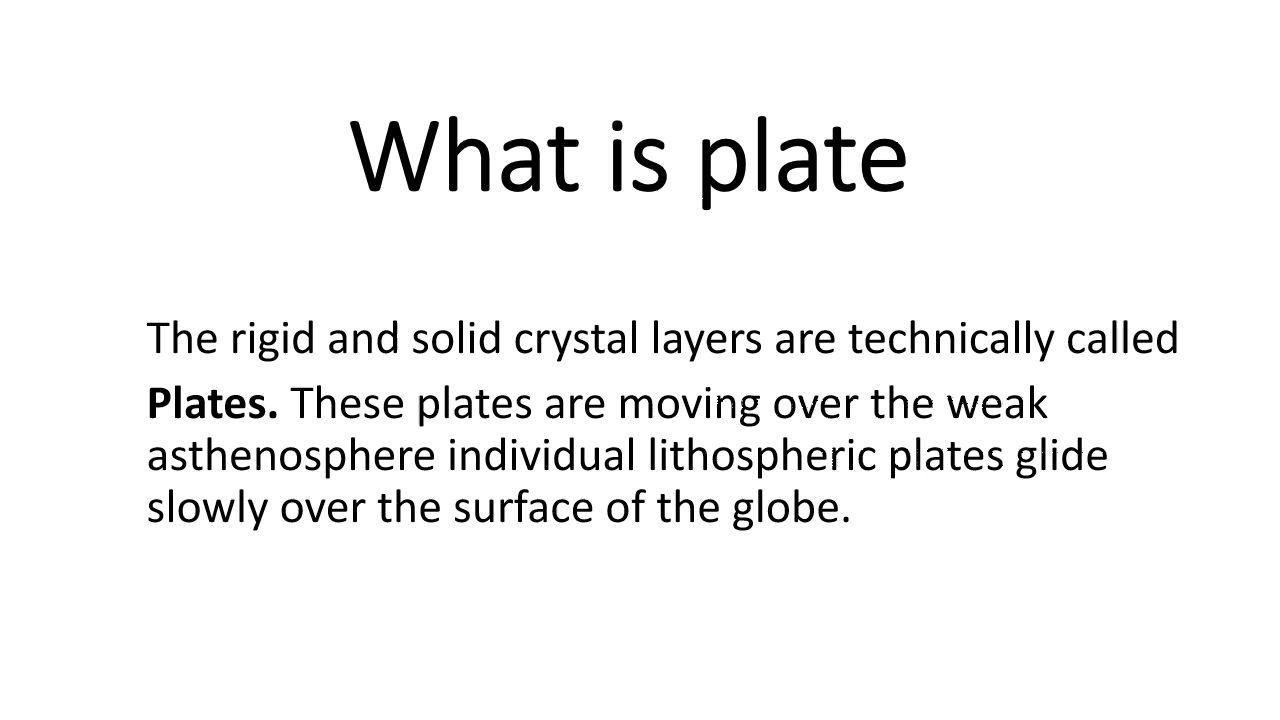 What is plate
The rigid and solid crystal layers are technically called
Plates. These plates are moving over the weak
asthenosphere individual lithospheric plates glide
slowly over the surface of the globe.